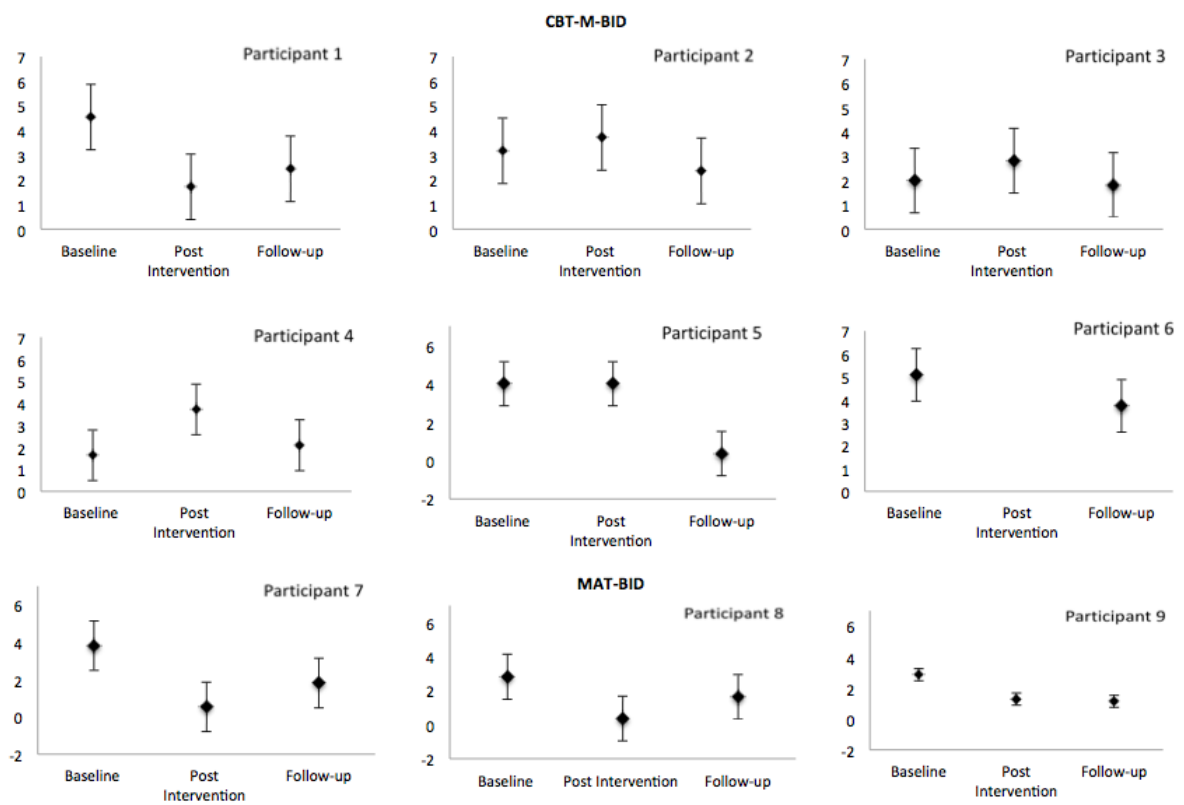 CBT-M-BID
Participant 1
7
6
5
4
3
2
1
0
Baseline
Post
Intervention
Follow-up
Participant 2
7
6
5
4
3
2
1
0
Baseline
Post
Intervention
Follow-up
Participant 3
7
6
5
4
3
2
1
0
Baseline
Post
Intervention
Follow-up
Participant 4
7
6
5
4
3
2
1
0
Baseline
Post
Intervention
Follow-up
Participant 5
6
4
2
0
-2
Baseline
Post
Intervention
Follow-up
Participant 6
7
6
5
4
3
2
1
0
Baseline
Post
Intervention
Follow-up
MAT-BID
Participant 7
6
4
2
0
-2
Baseline
Post
Intervention
Follow-up
Participant 8
6
4
2
0
-2
Baseline
Post Intervention
Follow-up
Participant 9
6
4
2
0
-2
Baseline
Post
Intervention
Follow-up